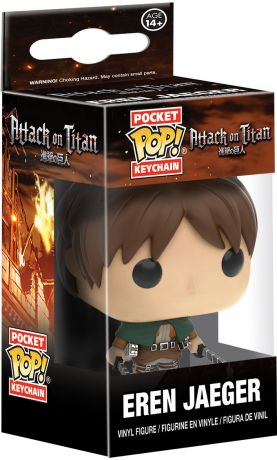 AGE
14+
WARNING: Choking Hazard. May contain small parts.
Attack on Titan
進撃の巨人
POCKET
POP!
KEYCHAIN
Attack on Titan
進撃の巨人
POCKET
POP!
KEYCHAIN
EREN JAEGER
VINYL FIGURE / FIGURINE EN VINYLE / FIGURA DE VINIL